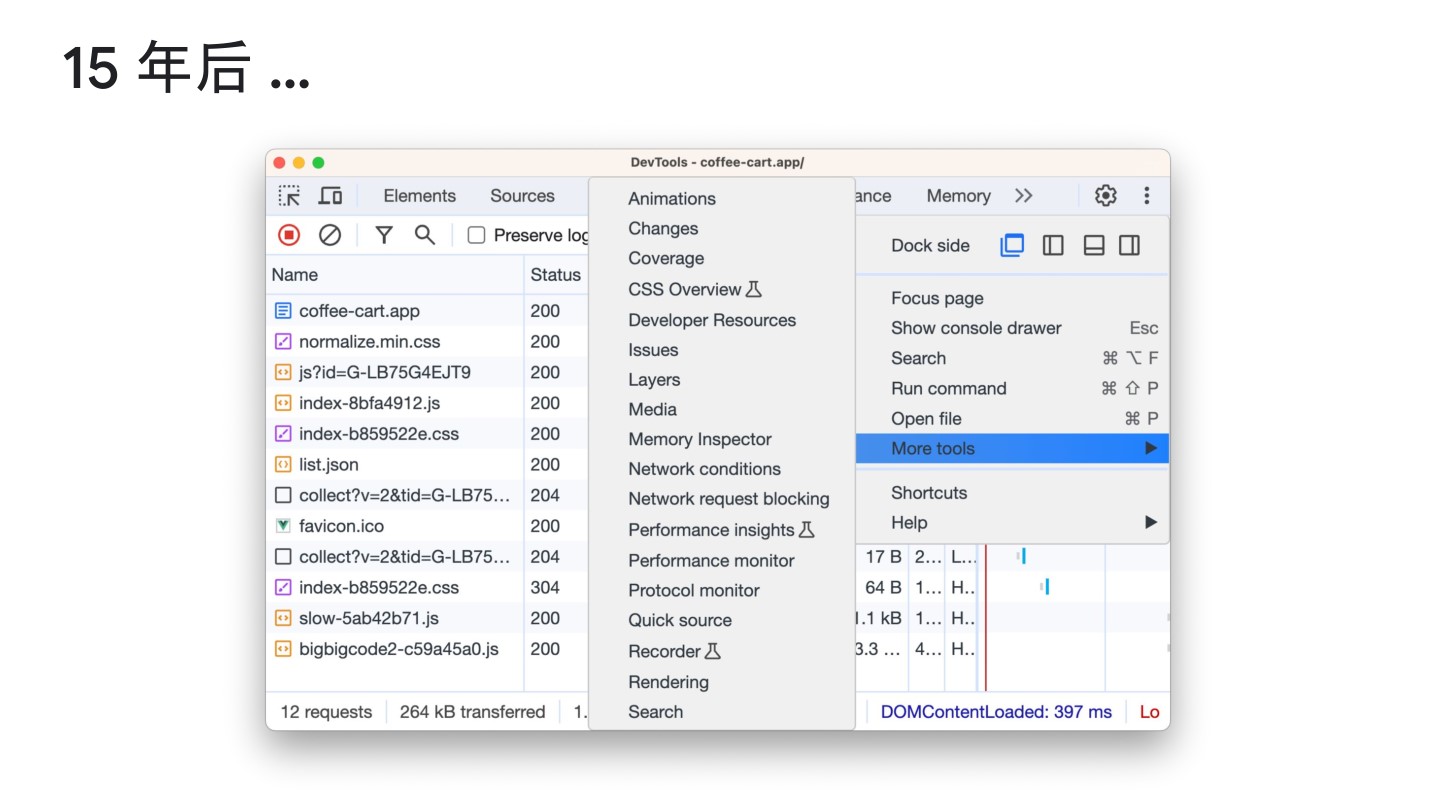 15 年后 ...
DevTools - coffee-cart.app/
Elements Sources ance Memory
Preserve log
Name Status
coffee-cart.app 200
normalize.min.css 200
js?id=G-LB75G4EJT9 200
index-8bfa4912.js 200
index-b859522e.css 200
list.json 200
collect?v=2&tid=G-LB75… 204
favicon.ico 200
collect?v=2&tid=G-LB75… 204
index-b859522e.css 304
slow-5ab42b71.js 200
bigbigcode2-c59a45a0.js 200
Animations
Changes
Coverage
CSS Overview
Developer Resources
Issues
Layers
Media
Memory Inspector
Network conditions
Network request blocking
Performance insights
Performance monitor
Protocol monitor
Quick source
Recorder
Rendering
Search
Dock side
Focus page
Show console drawer Esc
Search ⌘ ⌥ F
Run command ⌘ ⇧ P
Open file ⌘ P
More tools ▶
Shortcuts
Help ▶
17 B 2… L…
64 B 1… H..
1.1 kB 1… H..
3.3 … 4… H..
12 requests 264 kB transferred 1. DOMContentLoaded: 397 ms Lo